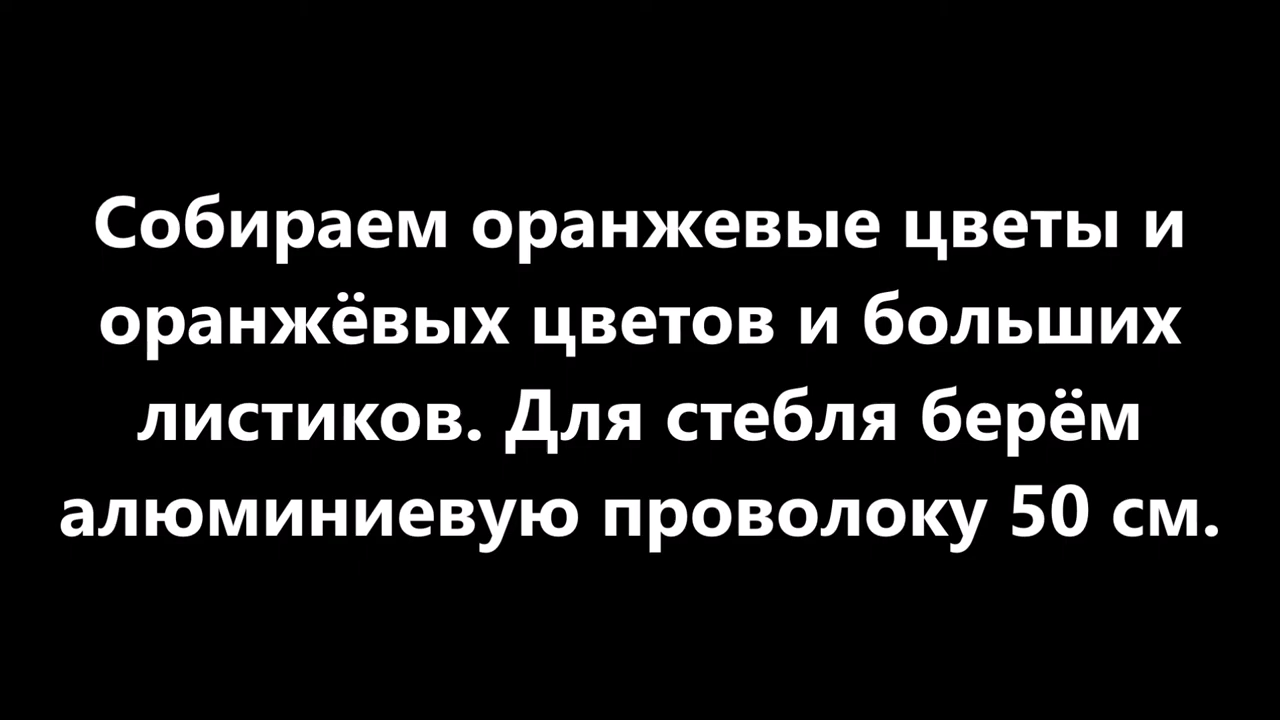 Собираем оранжевые цветы и
оранжёвых цветов и больших
листиков. Для стебля берём
алюминиевую проволоку 50 см.